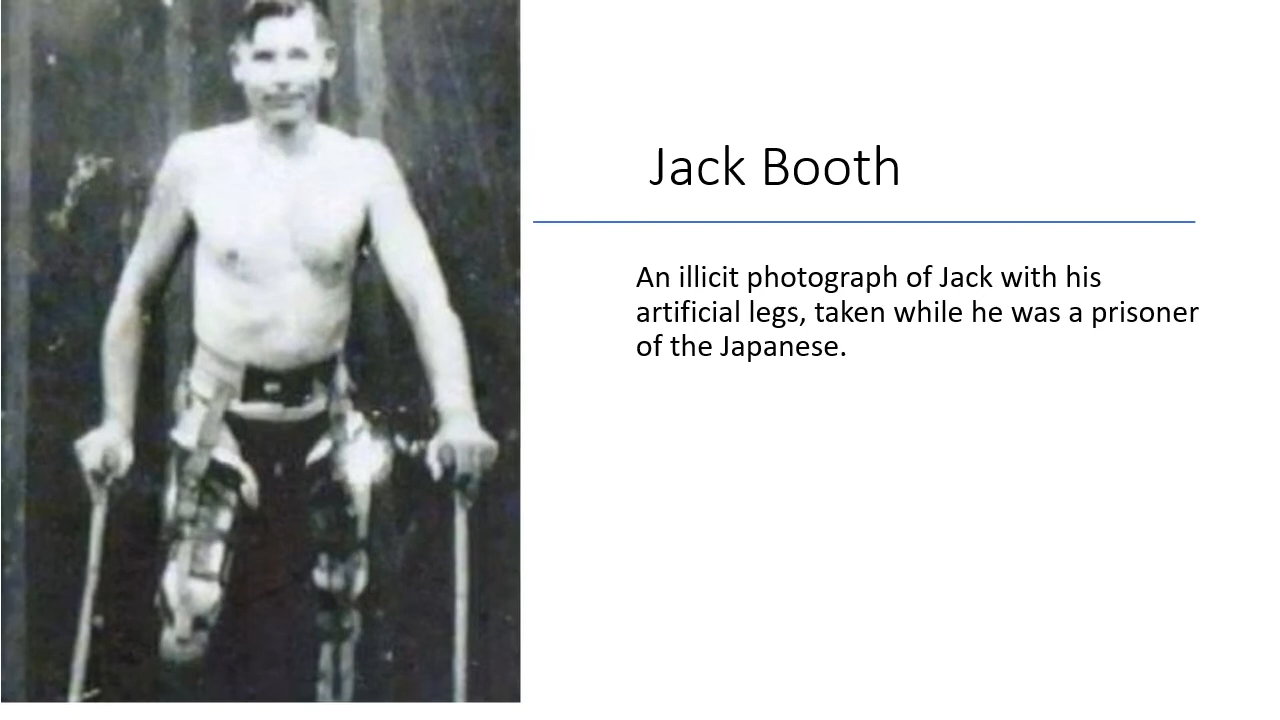 Jack Booth
An illicit photograph of Jack with his
artificial legs, taken while he was a prisoner
of the Japanese.